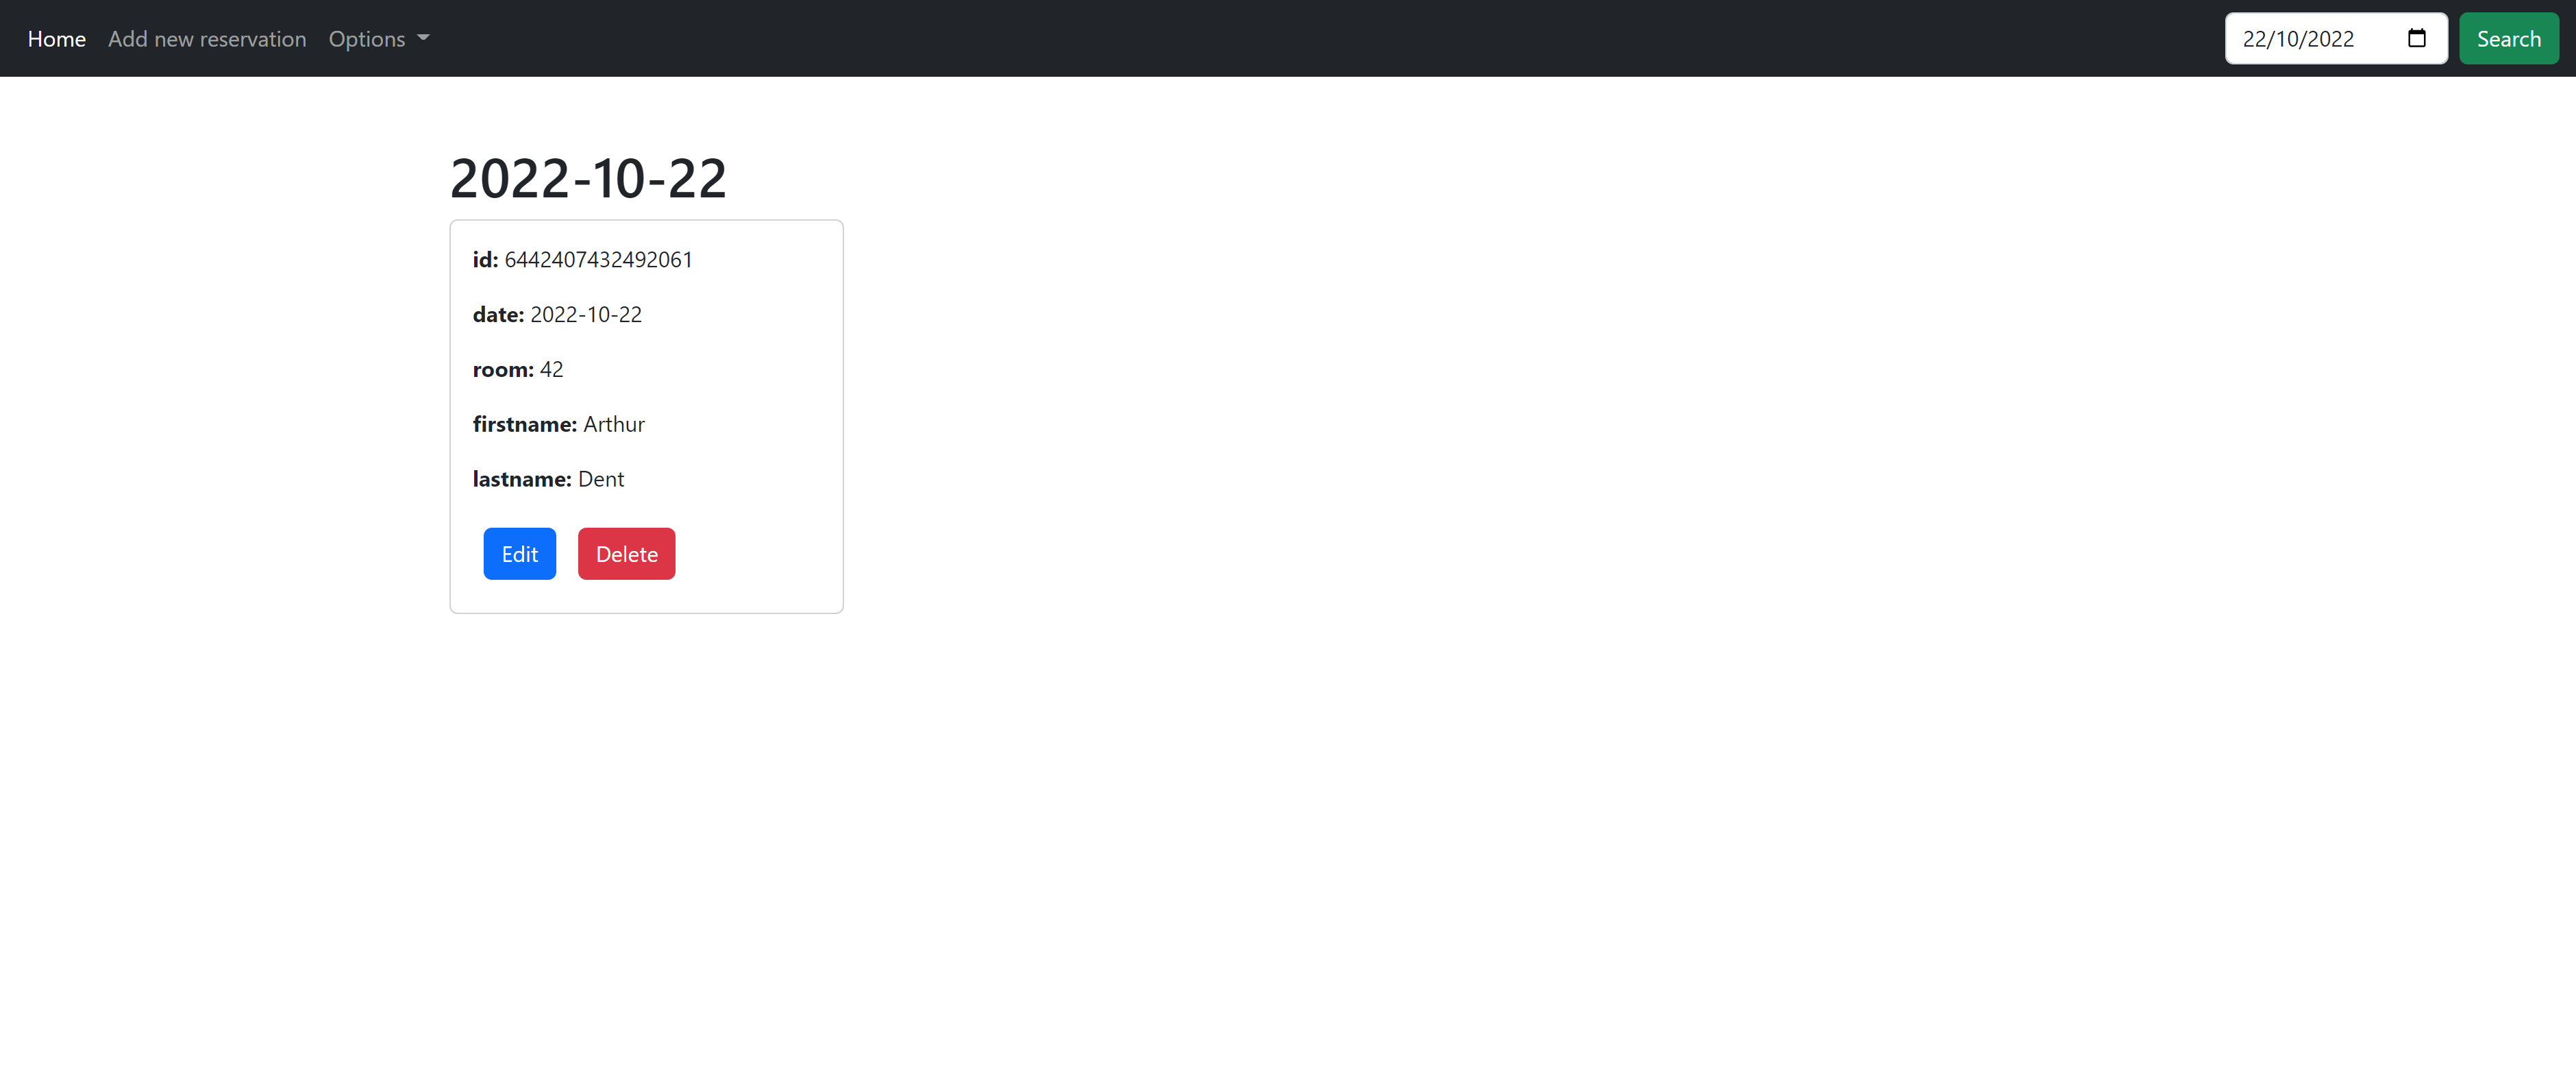 Home Add new reservation Options 22/10/2022 Search
2022-10-22
id: 6442407432492061
date: 2022-10-22
room: 42
firstname: Arthur
lastname: Dent
Edit Delete